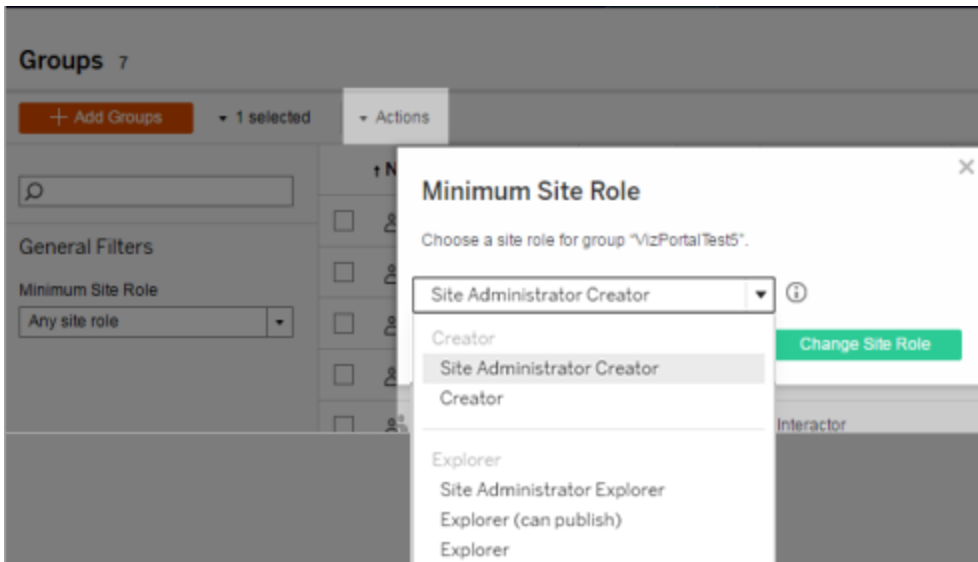 Groups 7
+ Add Groups
1 selected
Actions
↑ N
General Filters
Minimum Site Role
Any site role
Minimum Site Role
Choose a site role for group "VizPortalTest5".
Site Administrator Creator
Change Site Role
Creator
Site Administrator Creator
Creator
Interactor
Explorer
Site Administrator Explorer
Explorer (can publish)
Explorer